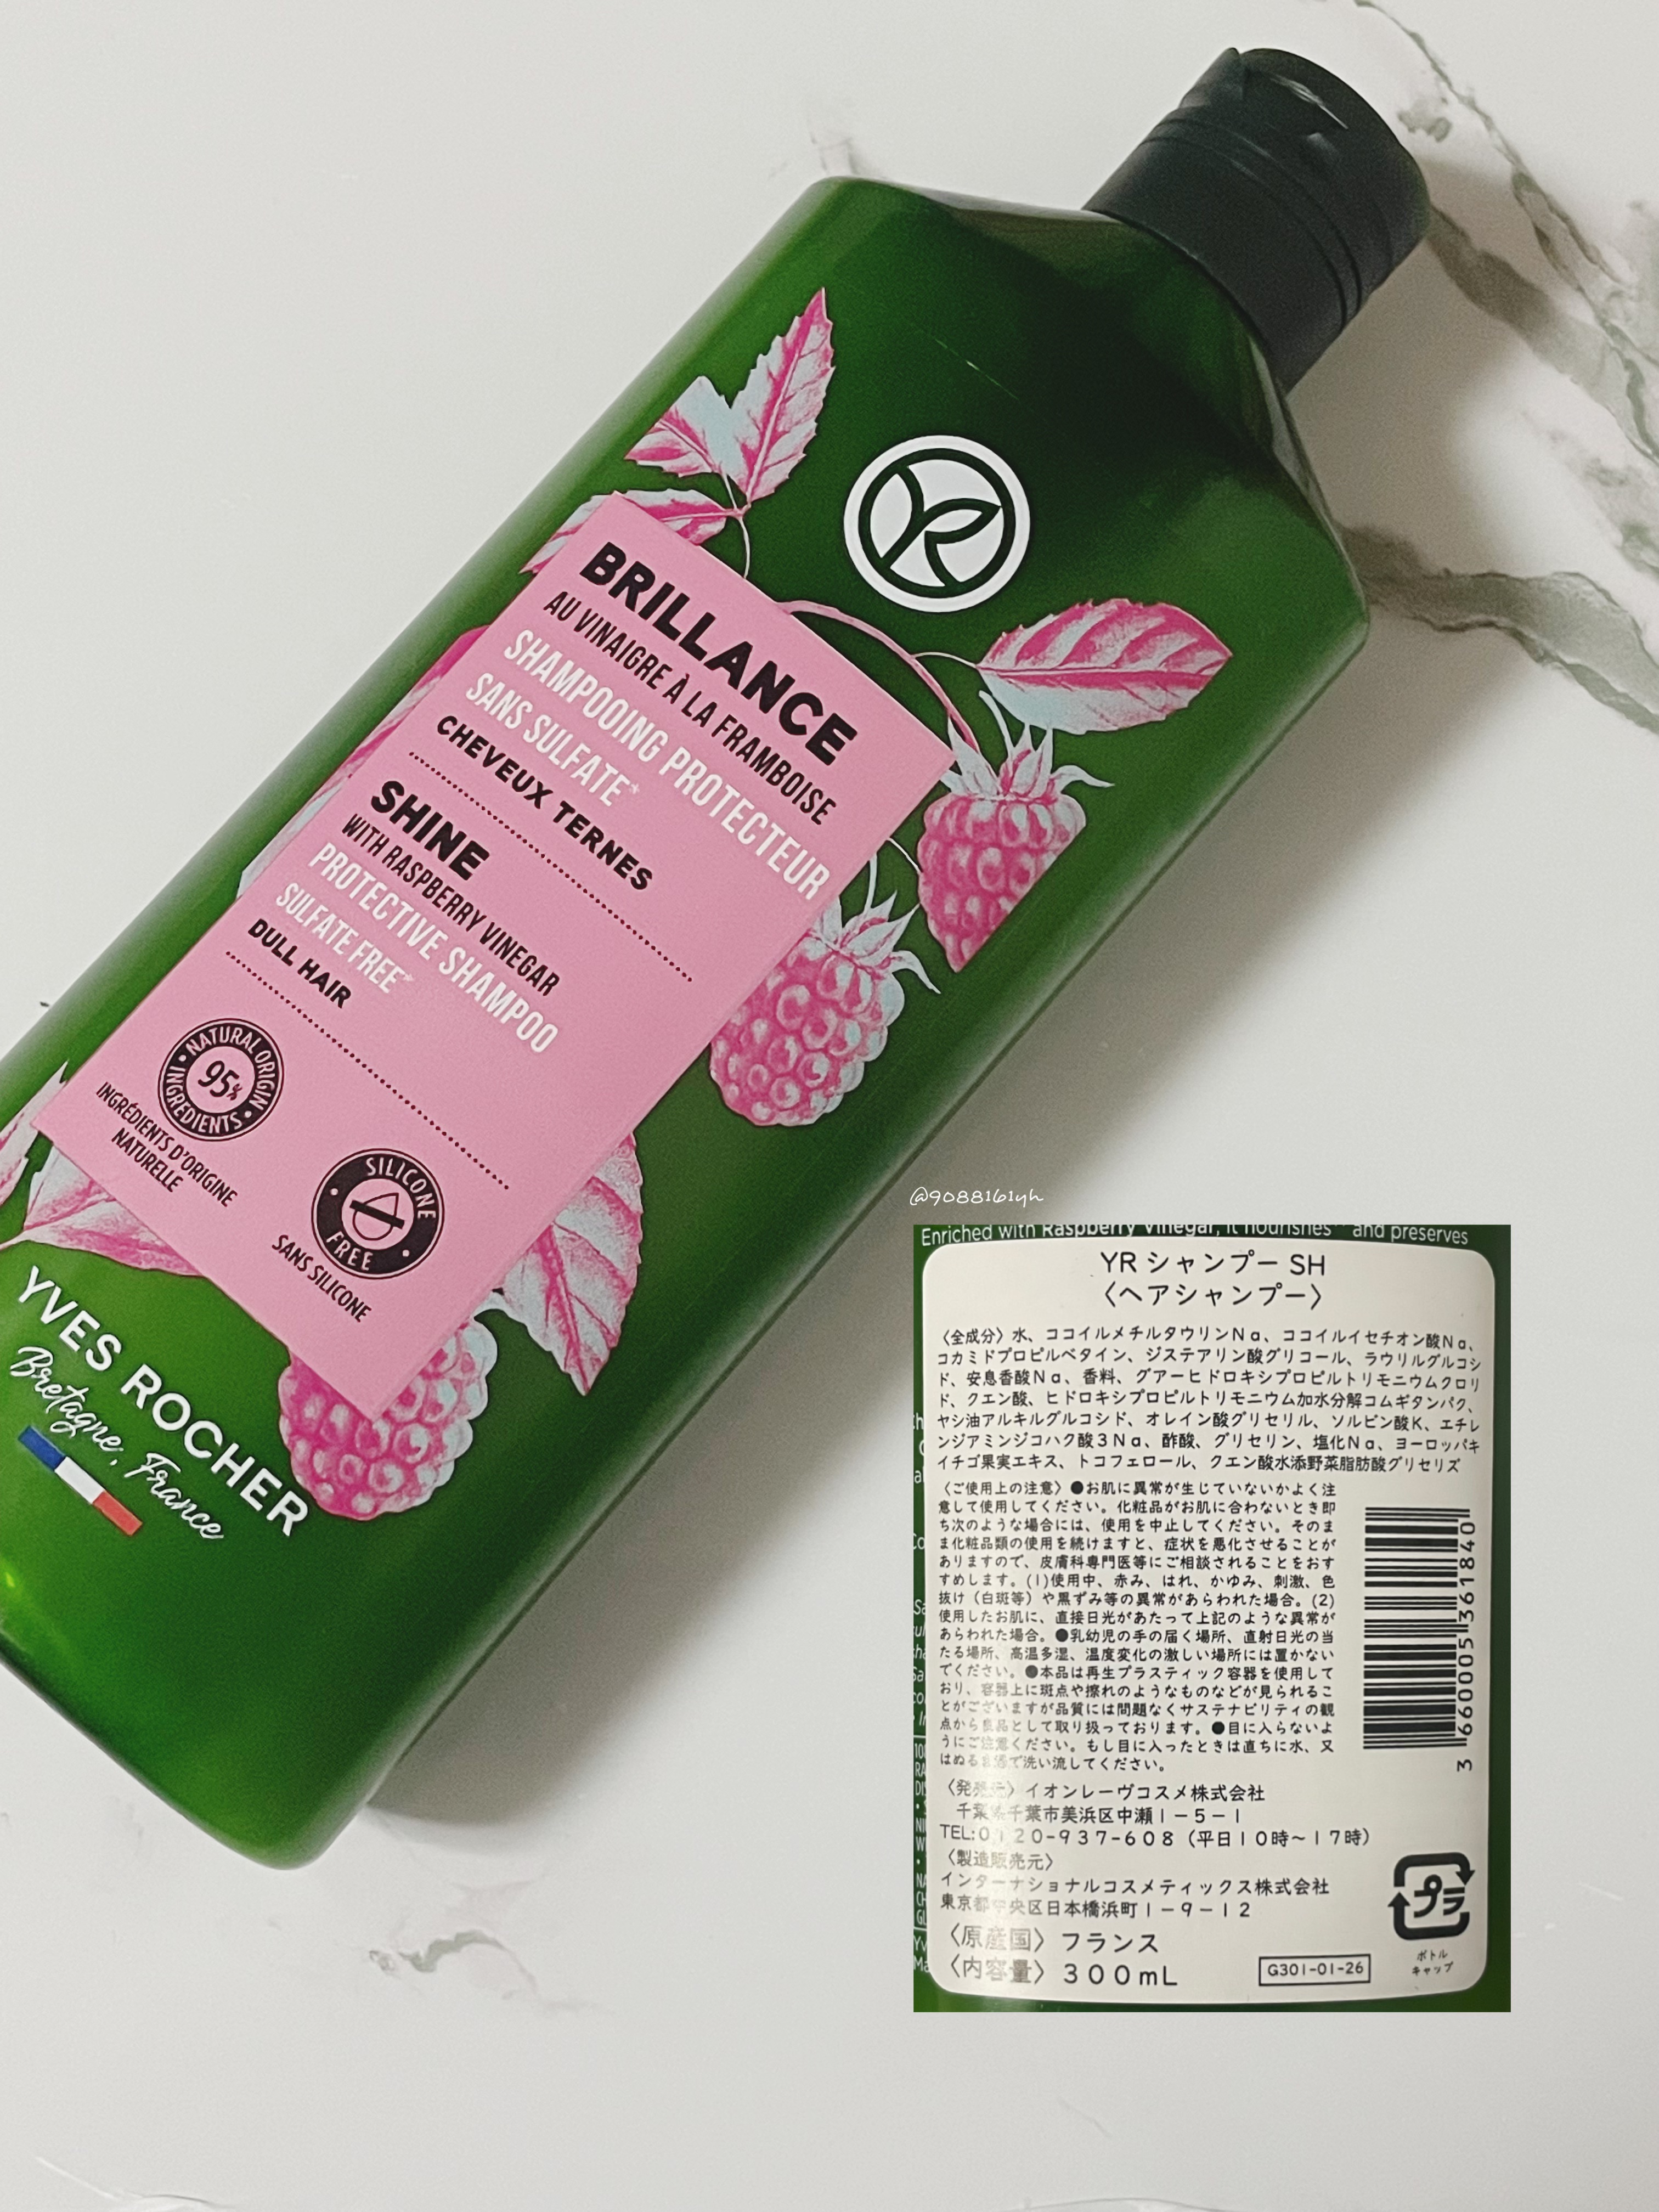 YR
BRILLANCE
AU VINAIGRE À LA FRAMBOISE
SHAMPOOING PROTECTEUR
SANS SULFATE*
CHEVEUX TERNES
SHINE
WITH RASPBERRY VINEGAR
PROTECTIVE SHAMPOO
SULFATE FREE*
DULL HAIR
NATURAL ORIGIN
95%
INGREDIENTS
INGRÉDIENTS D'ORIGINE
NATURELLE
SILICONE
FREE
SANS SILICONE
YVES ROCHER
Bretagne, France
@9088161yh
Enriched with Raspberry Vinegar, it nourishes and preserves
YR シャンプー SH
〈ヘアシャンプー〉
〈全成分〉水、ココイルメチルタウリンNa、ココイルイセチオン酸Na、
コカミドプロピルベタイン、ジステアリン酸グリコール、ラウリルグルコシ
ド、安息香酸Na、香料、グアーヒドロキシプロピルトリモニウムクロリ
ド、クエン酸、ヒドロキシプロピルトリモニウム加水分解コムギタンパク、
ヤシ油アルキルグルコシド、オレイン酸グリセリル、ソルビン酸K、エチレ
ンジアミンジコハク酸3Na、酢酸、グリセリン、塩化Na、ヨーロッパキ
イチゴ果実エキス、トコフェロール、クエン酸水添野菜脂肪酸グリセリズ
〈ご使用上の注意〉●お肌に異常が生じていないかよく注
意して使用してください。化粧品がお肌に合わないとき即
ち次のような場合には、使用を中止してください。そのま
ま化粧品類の使用を続けますと、症状を悪化させることが
ありますので、皮膚科専門医等にご相談されることをおす
すめします。(1)使用中、赤み、はれ、かゆみ、刺激、色
抜け（白斑等）や黒ずみ等の異常があらわれた場合。(2)
使用したお肌に、直接日光があたって上記のような異常が
あらわれた場合。●乳幼児の手の届く場所、直射日光の当
たる場所、高温多湿、温度変化の激しい場所には置かない
でください。●本品は再生プラスティック容器を使用して
おり、容器上に斑点や擦れのようなものなどが見られるこ
とがございますが品質には問題なくサステナビリティの観
点から良品として取り扱っております。●目に入らないよ
うにご注意ください。もし目に入ったときは直ちに水、又
はぬるま湯で洗い流してください。
3 660005 361840
〈発売元〉イオンレーヴコスメ株式会社
千葉県千葉市美浜区中瀬1－5－1
TEL:0120-937-608（平日10時～17時）
〈製造販売元〉
インターナショナルコスメティックス株式会社
東京都中央区日本橋浜町1－9－12
〈原産国〉フランス
〈内容量〉300mL
G301-01-26
プラ
ボトル
キャップ